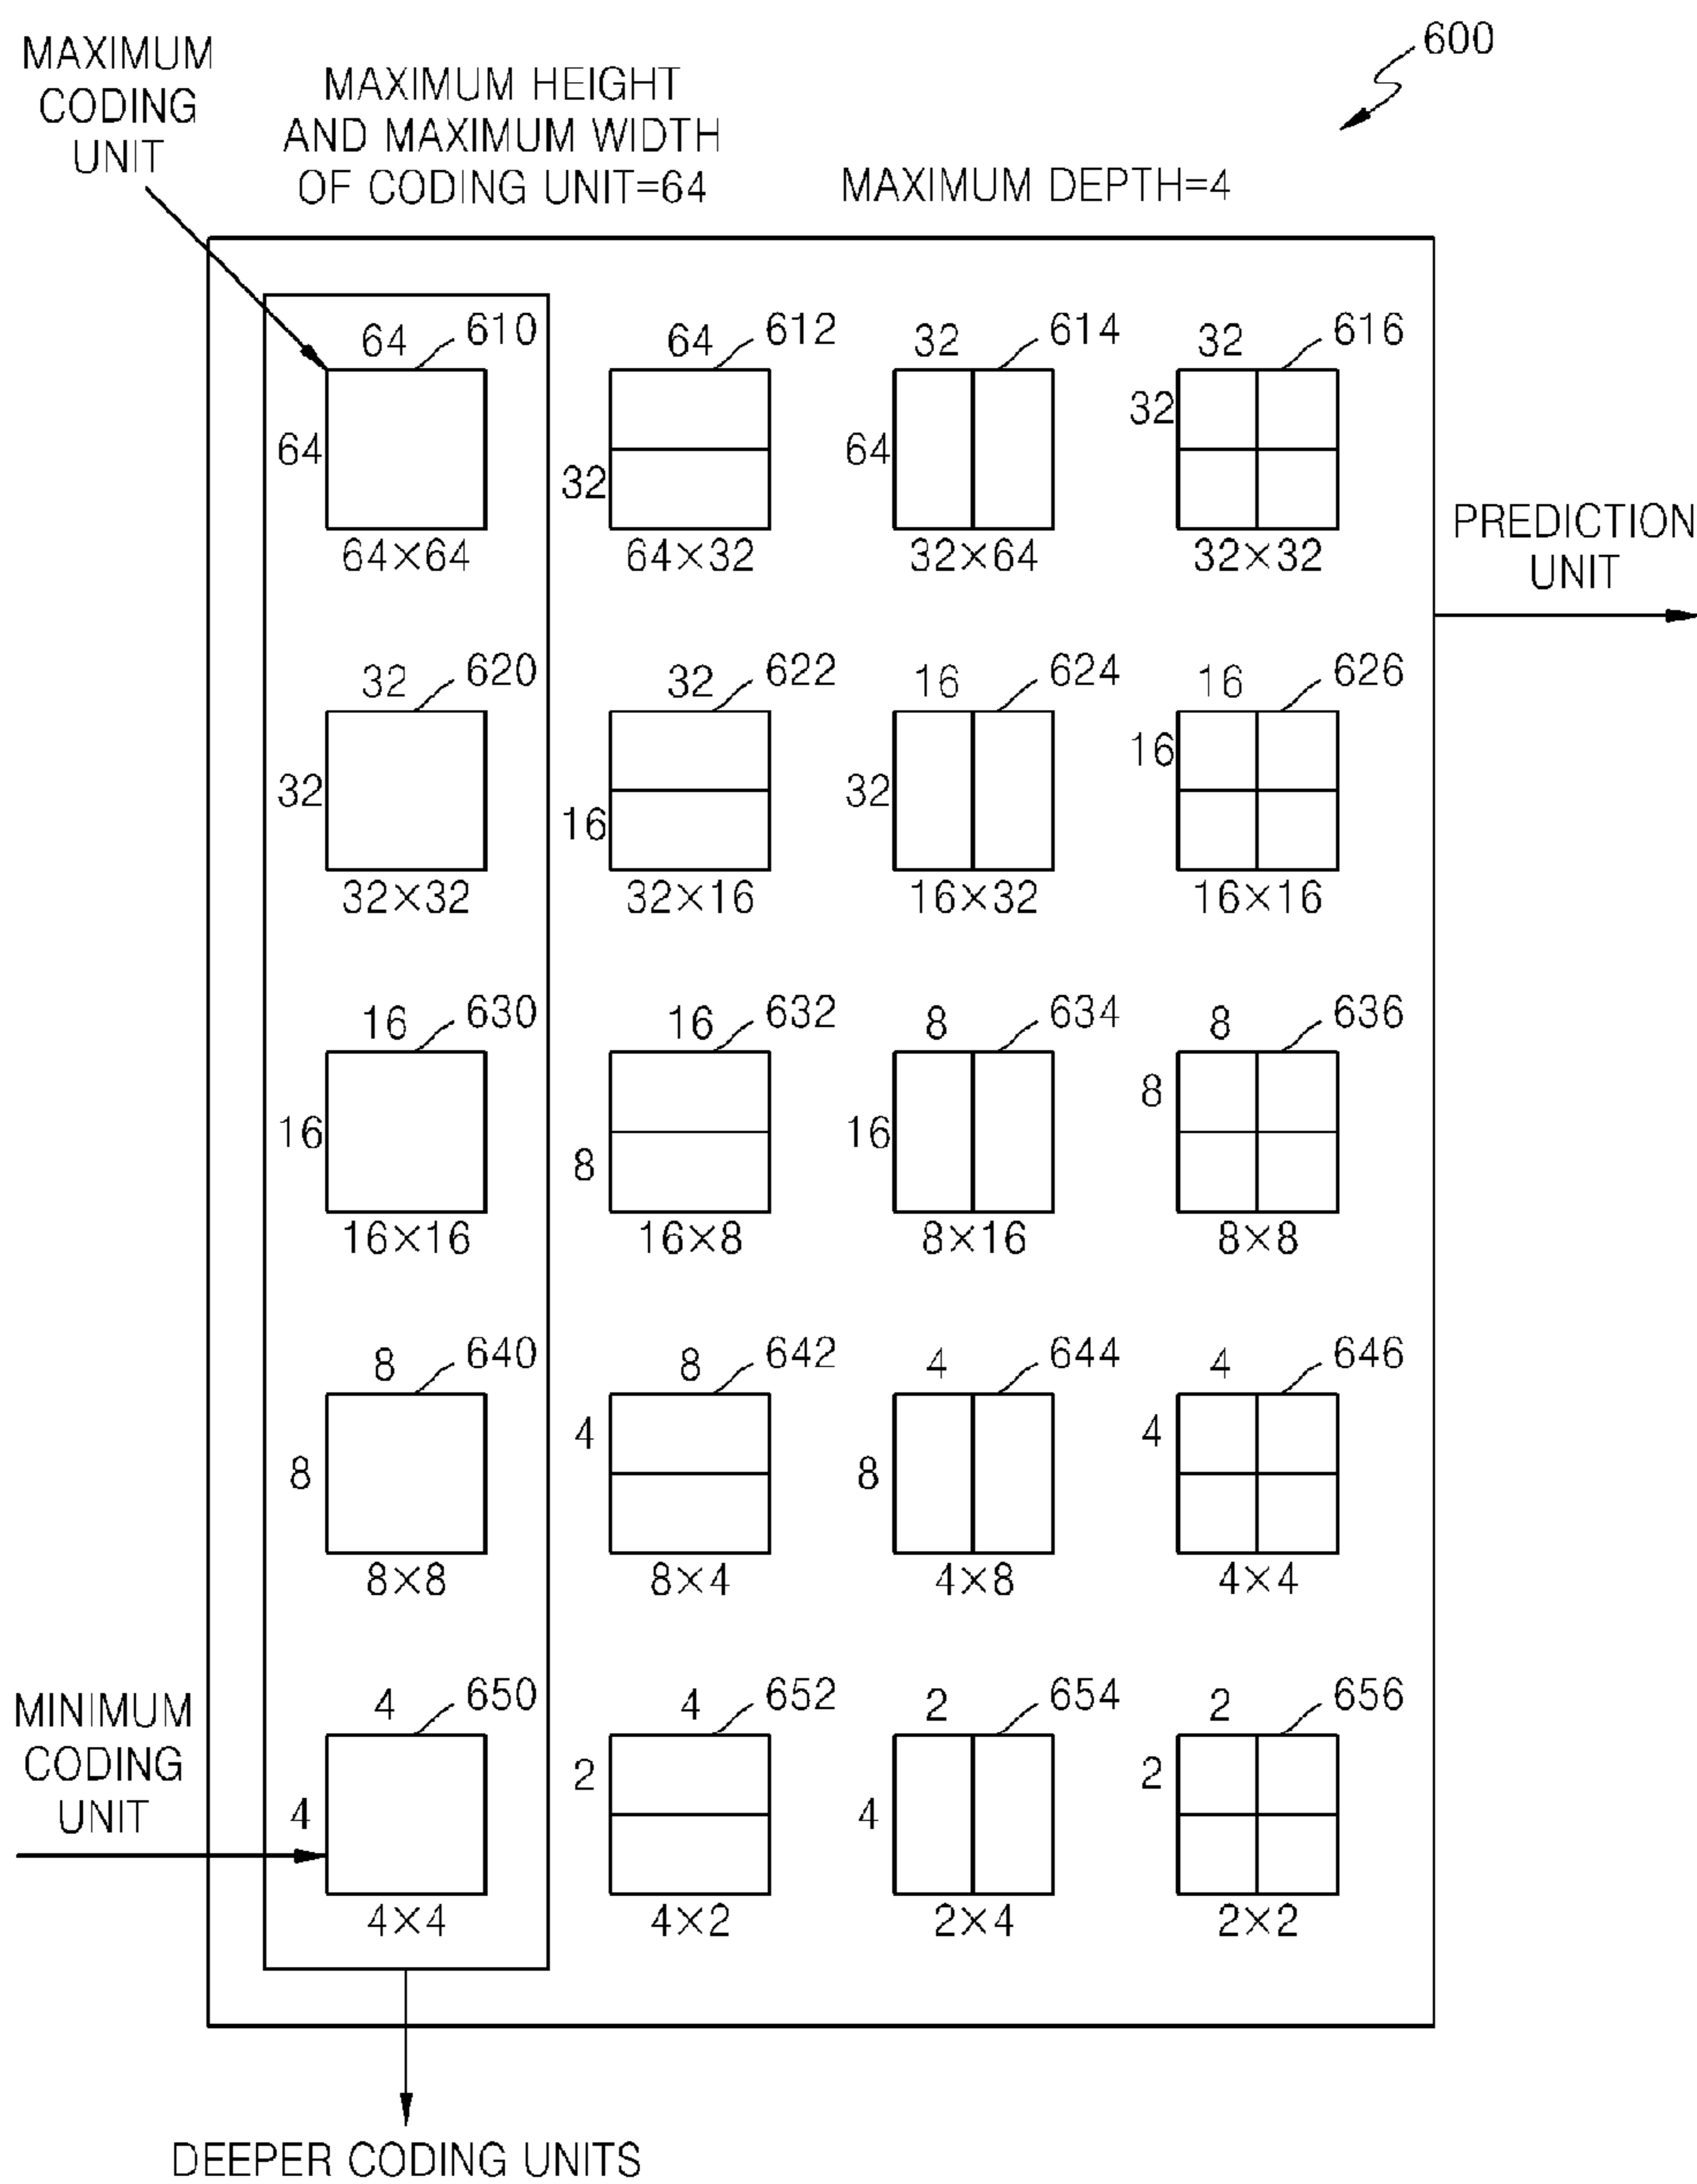 600
MAXIMUM
CODING
UNIT
MAXIMUM HEIGHT
AND MAXIMUM WIDTH
OF CODING UNIT=64
MAXIMUM DEPTH=4
64 610 64 612 32 614 32 616
64 32 64 32
64×64 64×32 32×64 32×32
PREDICTION
UNIT
32 620 32 622 16 624 16 626
32 16 32 16
32×32 32×16 16×32 16×16
16 630 16 632 8 634 8 636
16 8 16 8
16×16 16×8 8×16 8×8
8 640 8 642 4 644 4 646
8 4 8 4
8×8 8×4 4×8 4×4
MINIMUM
CODING
UNIT
4 650 4 652 2 654 2 656
4 2 4 2
4×4 4×2 2×4 2×2
DEEPER CODING UNITS